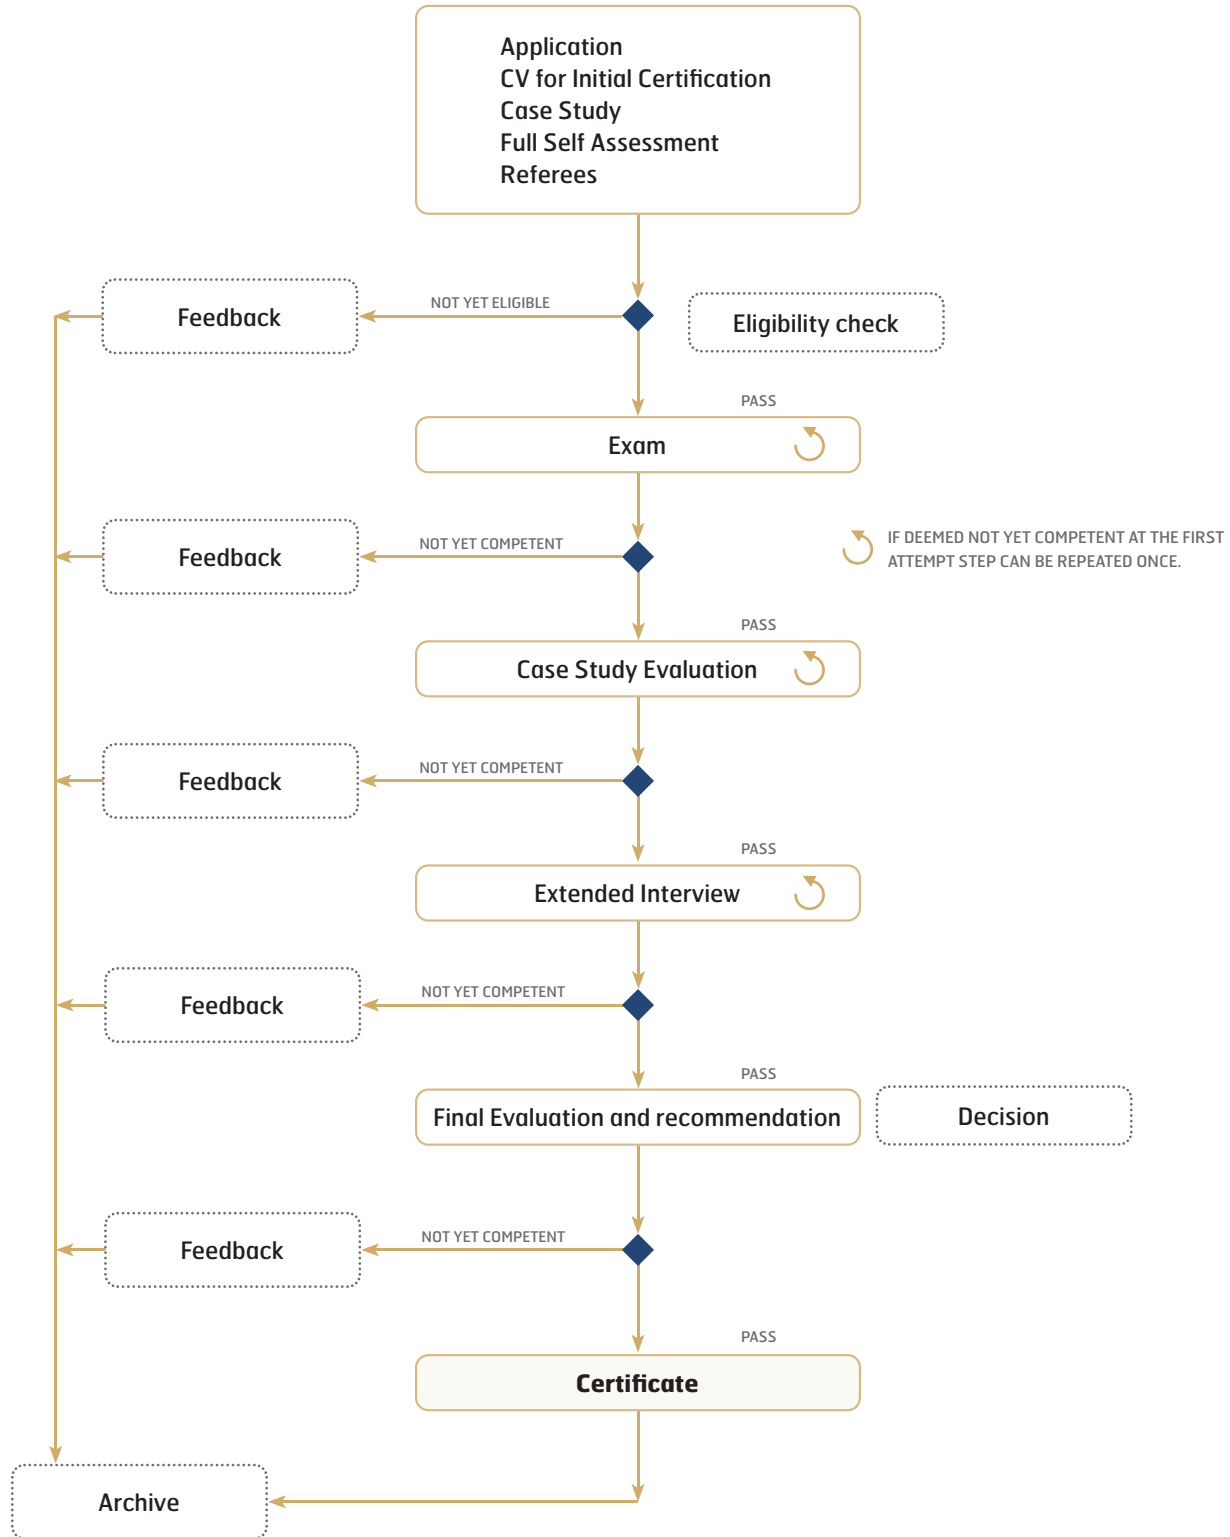 Application
CV for Initial Certification
Case Study
Full Self Assessment
Referees
NOT YET ELIGIBLE
Feedback
Eligibility check
PASS
Exam
NOT YET COMPETENT
Feedback
IF DEEMED NOT YET COMPETENT AT THE FIRST
ATTEMPT STEP CAN BE REPEATED ONCE.
PASS
Case Study Evaluation
NOT YET COMPETENT
Feedback
PASS
Extended Interview
NOT YET COMPETENT
Feedback
PASS
Final Evaluation and recommendation
Decision
NOT YET COMPETENT
Feedback
PASS
Certificate
Archive